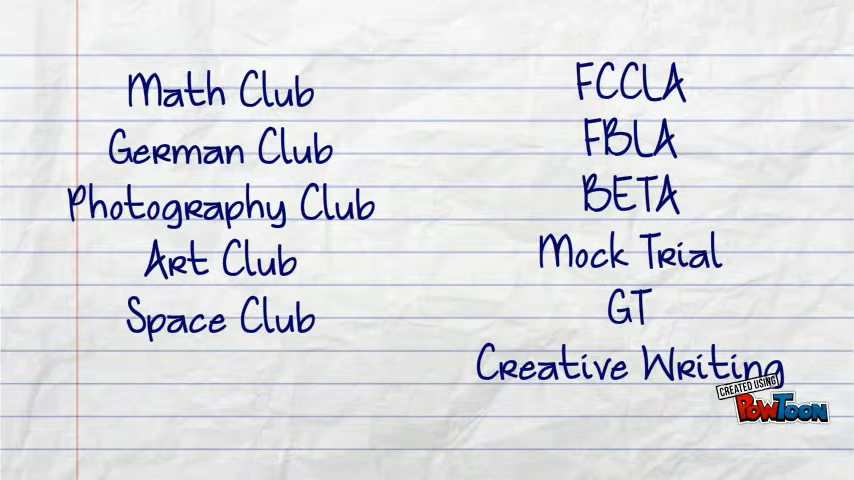 Math Club
German Club
Photography Club
Art Club
Space Club
FCCLA
FBLA
BETA
Mock Trial
GT
Creative Writing
CREATED USING
POWTOON